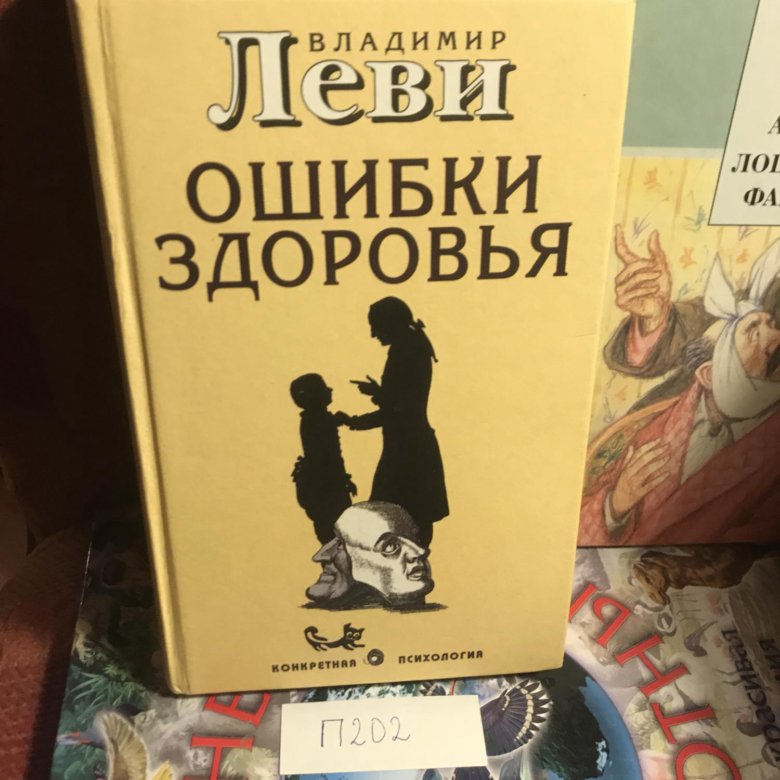 ВЛАДИМИР
Леви
ОШИБКИ
ЗДОРОВЬЯ
КОНКРЕТНАЯ ПСИХОЛОГИЯ
П202